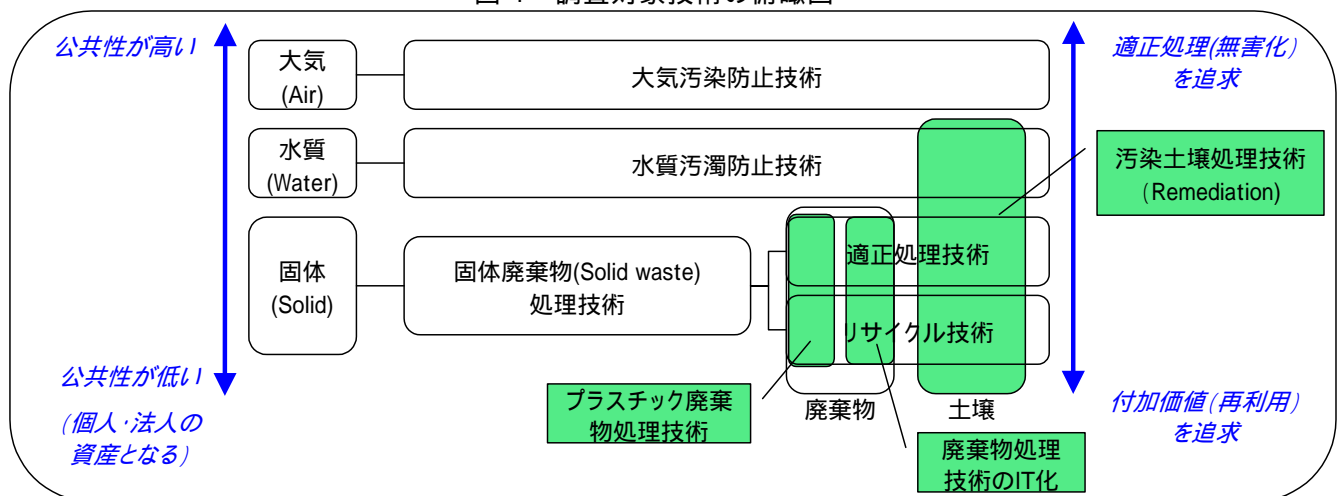 公共性が高い
大気
(Air)
大気汚染防止技術
適正処理(無害化)
を追求
水質
(Water)
水質汚濁防止技術
汚染土壌処理技術
(Remediation)
固体
(Solid)
固体廃棄物(Solid waste)
処理技術
適正処理技術
リサイクル技術
公共性が低い
(個人・法人の
資産となる)
プラスチック廃棄
物処理技術
廃棄物
土壌
付加価値(再利用)
を追求
廃棄物処理
技術のIT化